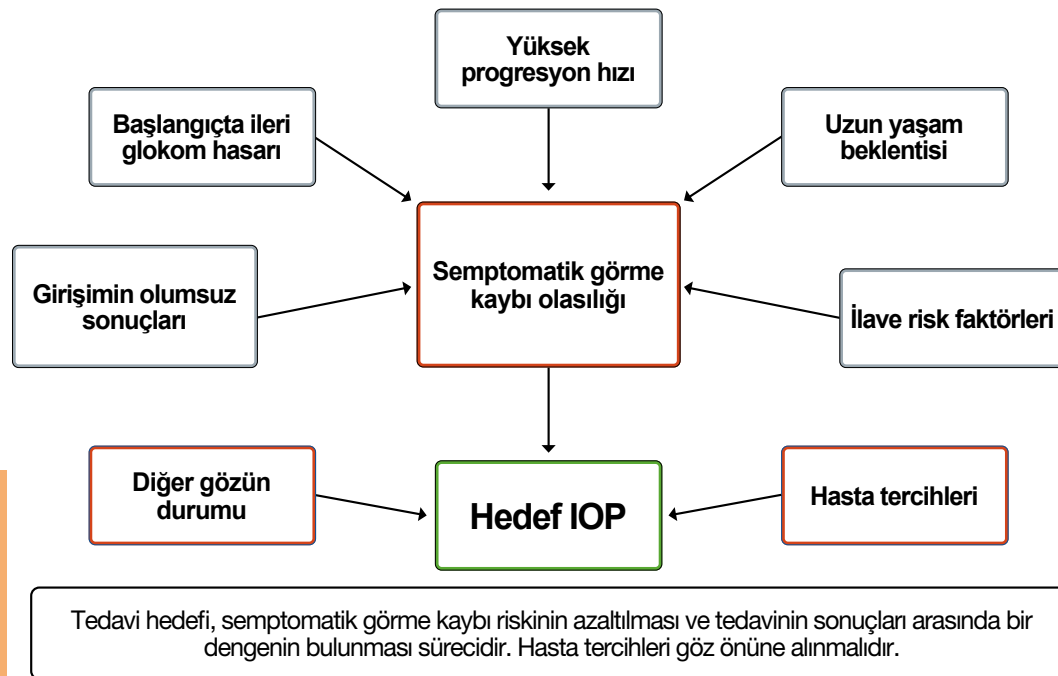 Yüksek
progresyon hızı
Başlangıçta ileri
glokom hasarı
Uzun yaşam
beklentisi
Girişimin olumsuz
sonuçları
Semptomatik görme
kaybı olasılığı
İlave risk faktörleri
Diğer gözün
durumu
Hedef IOP
Hasta tercihleri
Tedavi hedefi, semptomatik görme kaybı riskinin azaltılması ve tedavinin sonuçları arasında bir
dengenin bulunması sürecidir. Hasta tercihleri göz önüne alınmalıdır.